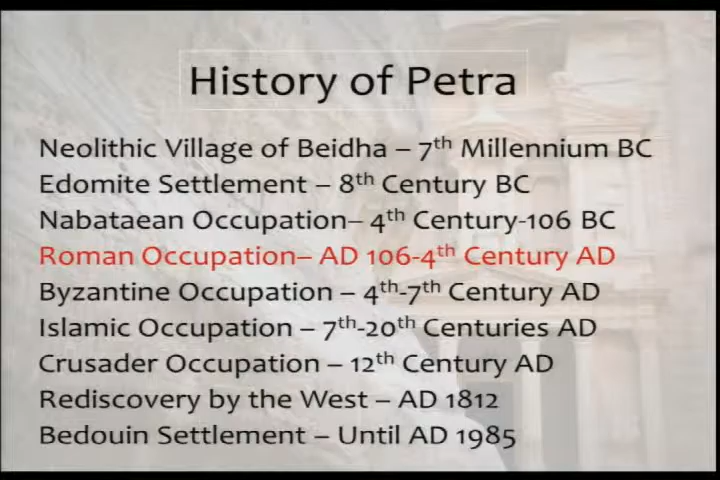 History of Petra
Neolithic Village of Beidha – 7th Millennium BC
Edomite Settlement – 8th Century BC
Nabataean Occupation– 4th Century-106 BC
Roman Occupation– AD 106-4th Century AD
Byzantine Occupation – 4th-7th Century AD
Islamic Occupation – 7th-20th Centuries AD
Crusader Occupation – 12th Century AD
Rediscovery by the West – AD 1812
Bedouin Settlement – Until AD 1985